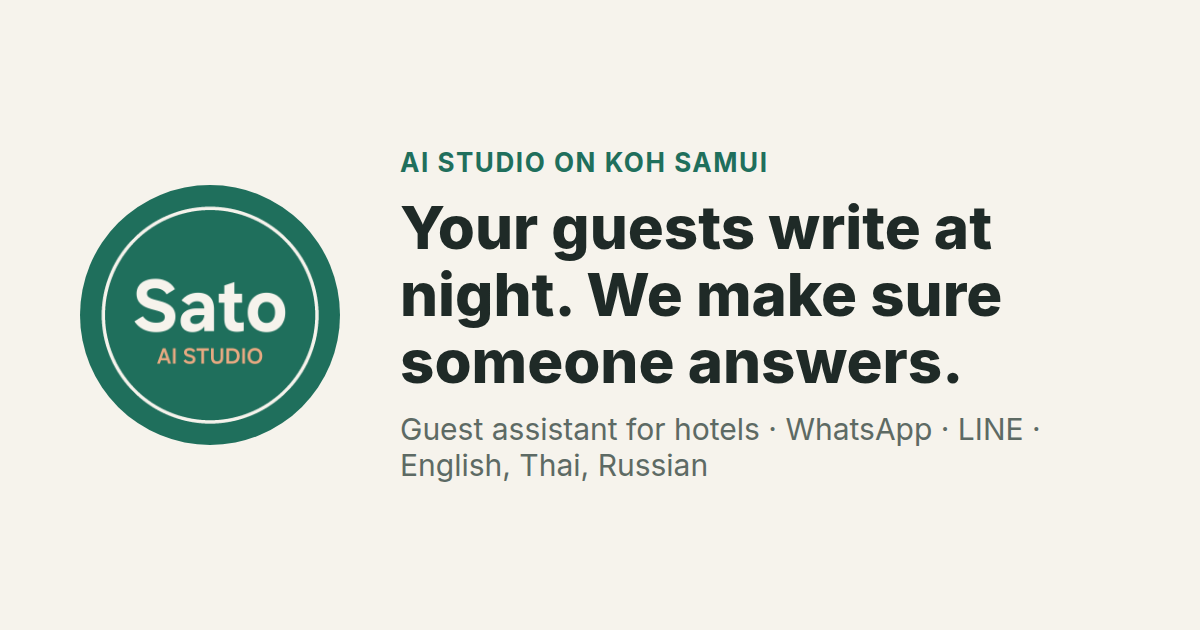 Sato
AI STUDIO
AI STUDIO ON KOH SAMUI
Your guests write at
night. We make sure
someone answers.
Guest assistant for hotels · WhatsApp · LINE ·
English, Thai, Russian